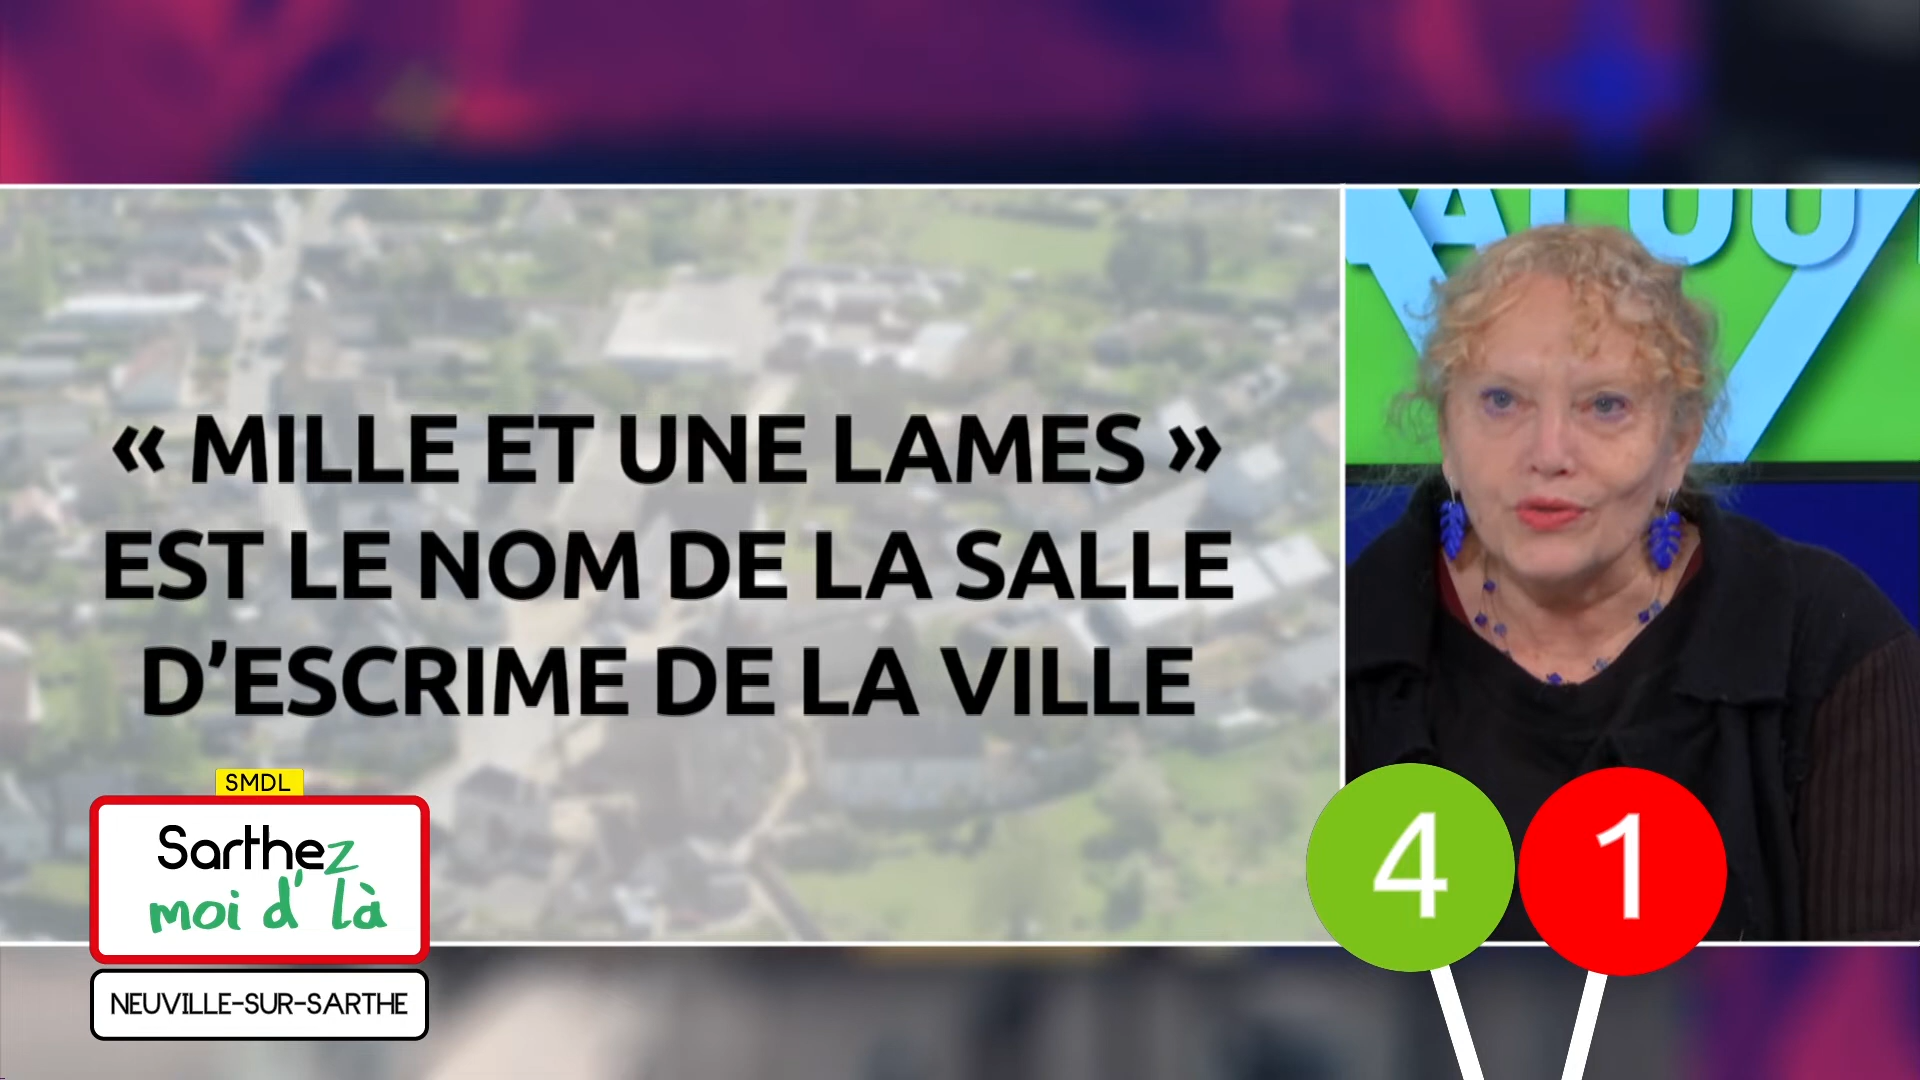 « MILLE ET UNE LAMES »
EST LE NOM DE LA SALLE
D’ESCRIME DE LA VILLE
SMDL
Sarthez
moi d' là
NEUVILLE-SUR-SARTHE
4
1